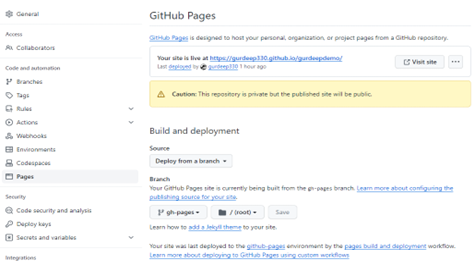 General
Access
Collaborators
Code and automation
Branches
Tags
Rules
Actions
Webhooks
Environments
Codespaces
Pages
Security
Code security and analysis
Deploy keys
Secrets and variables
Integrations
GitHub Pages
GitHub Pages is designed to host your personal, organization, or project pages from a GitHub repository.
Your site is live at https://gurdeep330.github.io/gurdeepdemo/
Last deployed by gurdeep330 1 hour ago
Visit site
Caution: This repository is private but the published site will be public.
Build and deployment
Source
Deploy from a branch
Branch
Your GitHub Pages site is currently being built from the gh-pages branch. Learn more about configuring the
publishing source for your site.
gh-pages
/ (root)
Save
Learn how to add a Jekyll theme to your site.
Your site was last deployed to the github-pages environment by the pages build and deployment workflow.
Learn more about deploying to GitHub Pages using custom workflows